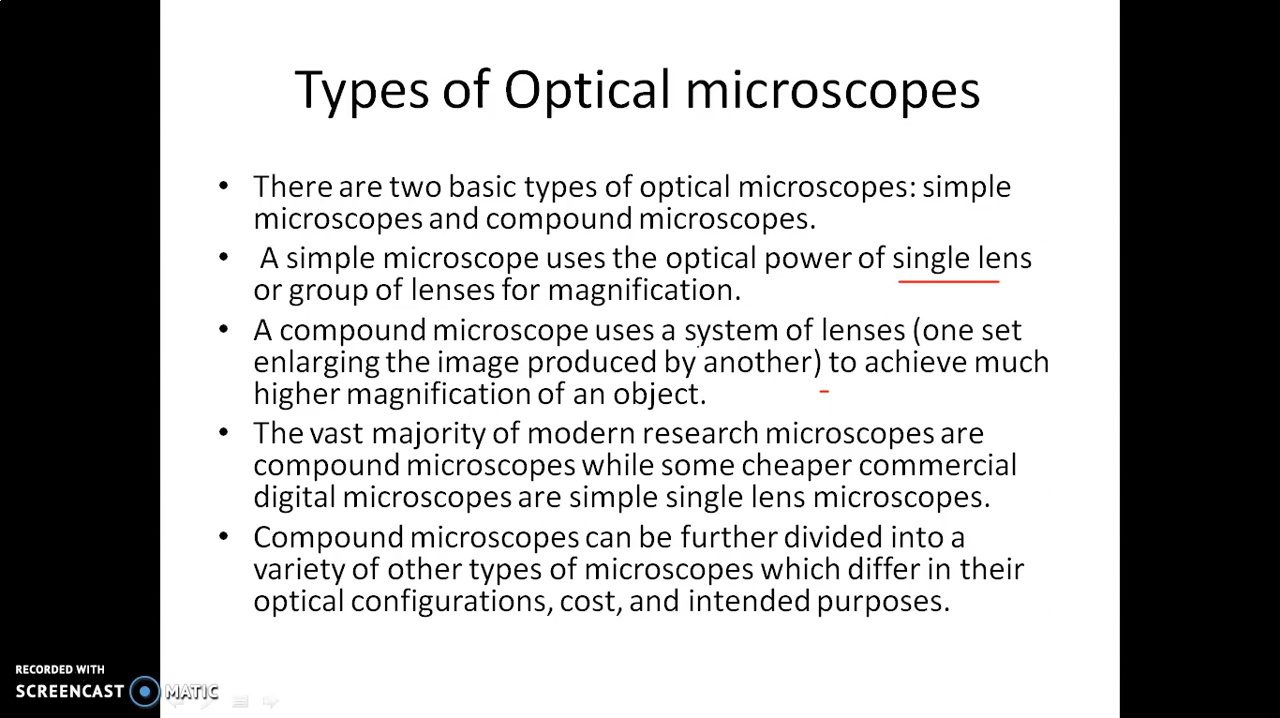 Types of Optical microscopes
• There are two basic types of optical microscopes: simple
microscopes and compound microscopes.
• A simple microscope uses the optical power of single lens
or group of lenses for magnification.
• A compound microscope uses a system of lenses (one set
enlarging the image produced by another) to achieve much
higher magnification of an object.
• The vast majority of modern research microscopes are
compound microscopes while some cheaper commercial
digital microscopes are simple single lens microscopes.
• Compound microscopes can be further divided into a
variety of other types of microscopes which differ in their
optical configurations, cost, and intended purposes.
RECORDED WITH
SCREENCAST MATIC